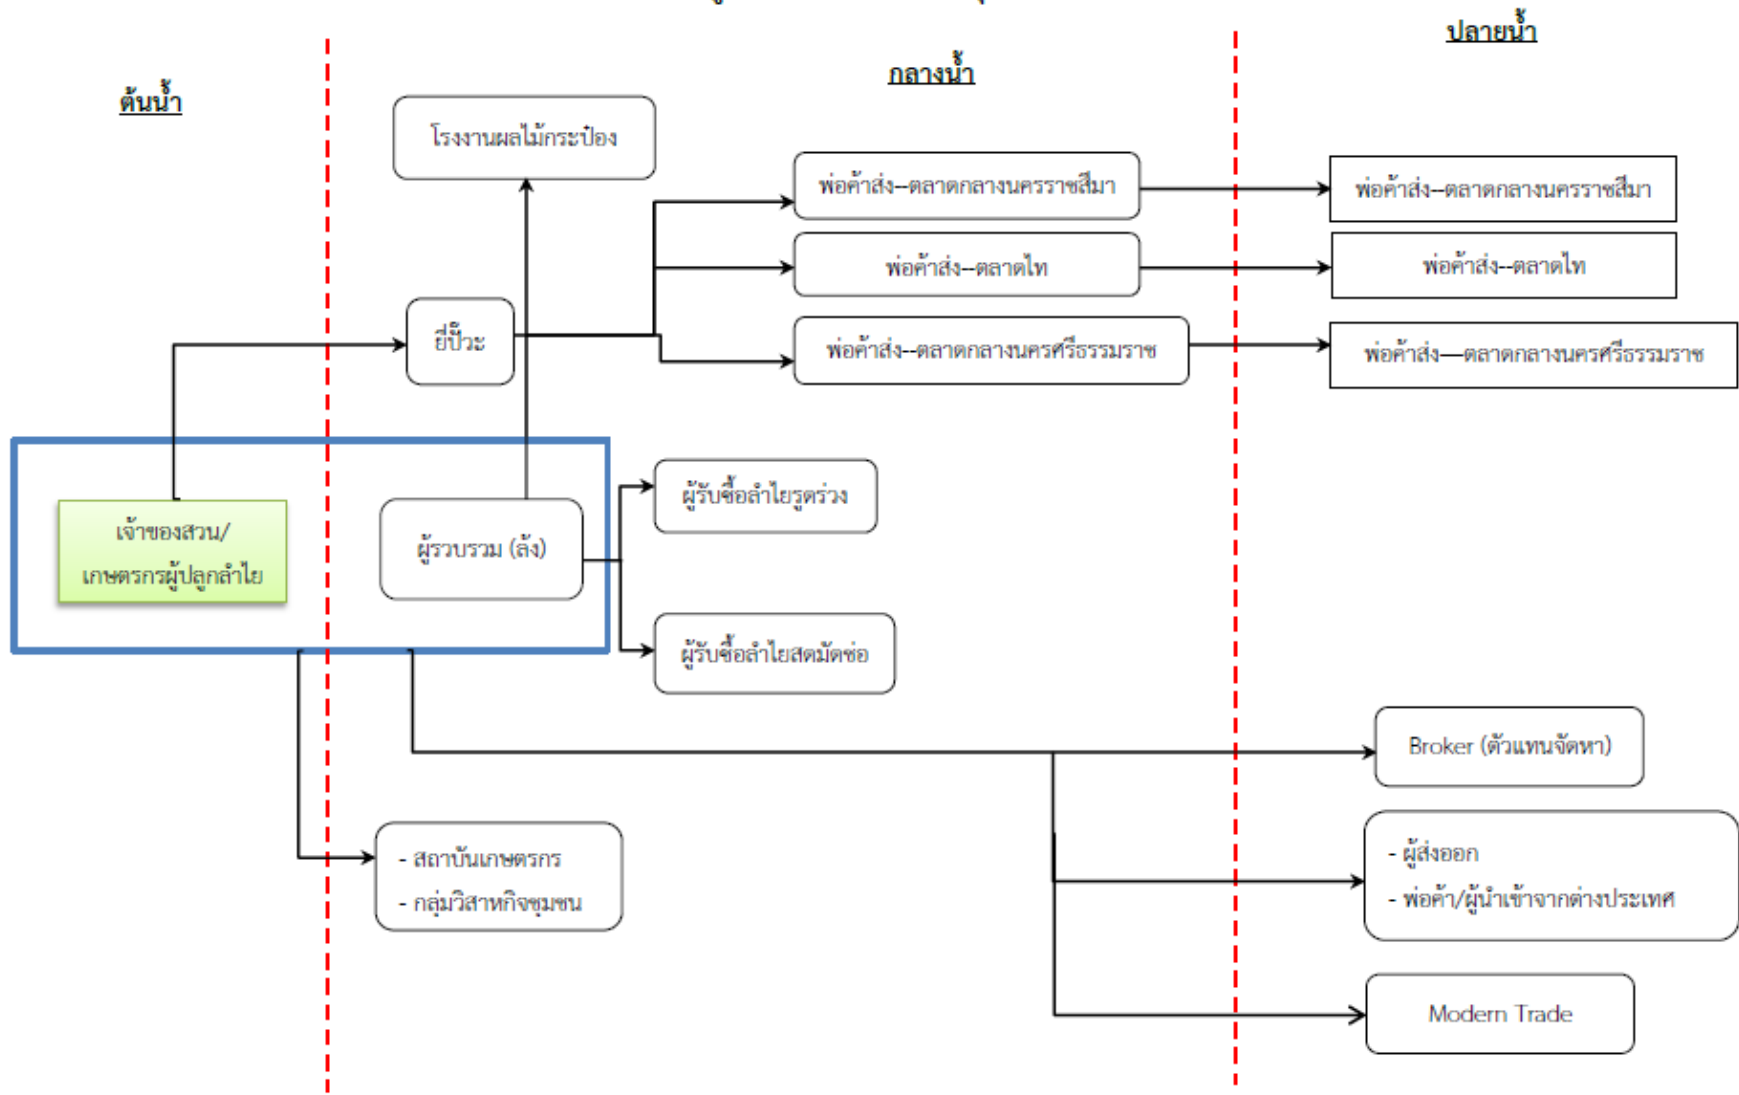 ปลายน้ำ
กลางน้ำ
ต้นน้ำ
โรงงานผลไม้กระป๋อง
พ่อค้าส่ง--ตลาดกลางนครราชสีมา
พ่อค้าส่ง--ตลาดกลางนครราชสีมา
พ่อค้าส่ง--ตลาดไท
พ่อค้าส่ง--ตลาดไท
ยี่ปั๊วะ
พ่อค้าส่ง--ตลาดกลางนครศรีธรรมราช
พ่อค้าส่ง—ตลาดกลางนครศรีธรรมราช
ผู้รับซื้อลำไยรูดร่วง
เจ้าของสวน/
เกษตรกรผู้ปลูกลำไย
ผู้รวบรวม (ล้ง)
ผู้รับซื้อลำไยสดมัดช่อ
Broker (ตัวแทนจัดหา)
- สถาบันเกษตรกร
- กลุ่มวิสาหกิจชุมชน
- ผู้ส่งออก
- พ่อค้า/ผู้นำเข้าจากต่างประเทศ
Modern Trade